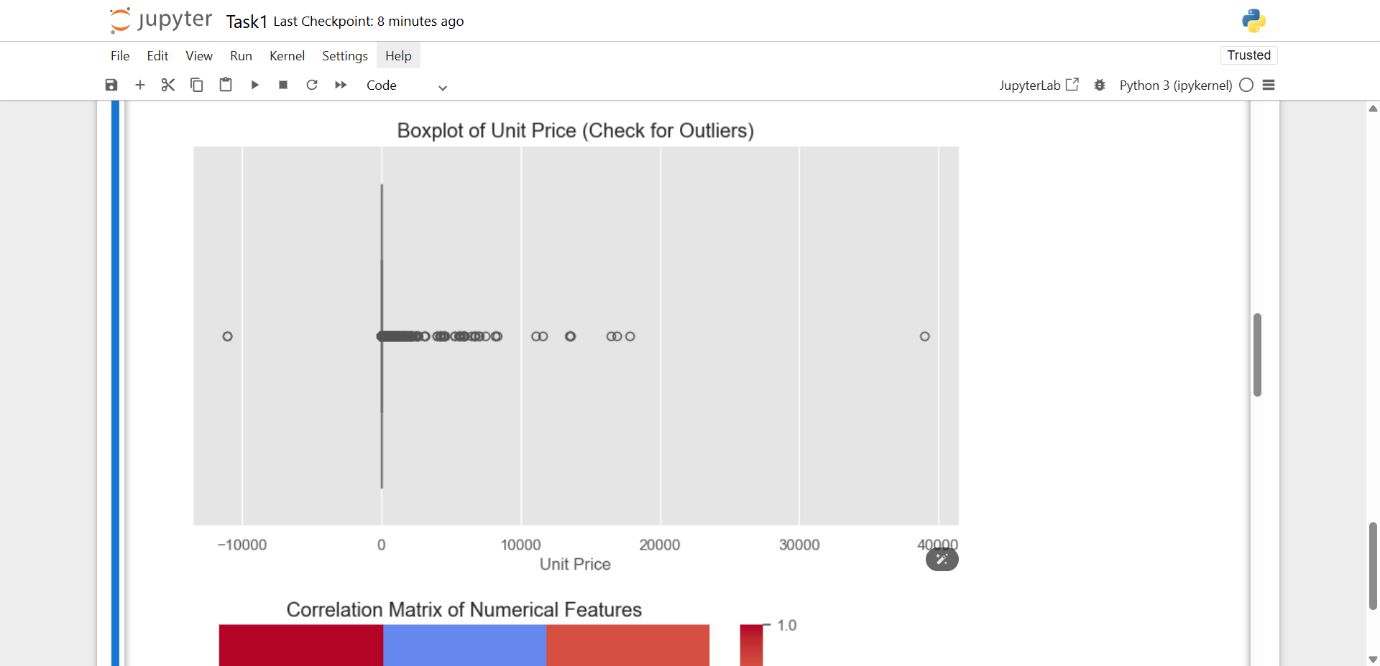 jupyter Task1 Last Checkpoint: 8 minutes ago
File Edit View Run Kernel Settings Help
Trusted
Code
JupyterLab Python 3 (ipykernel)
Boxplot of Unit Price (Check for Outliers)
−10000 0 10000 20000 30000 40000
Unit Price
Correlation Matrix of Numerical Features
1.0